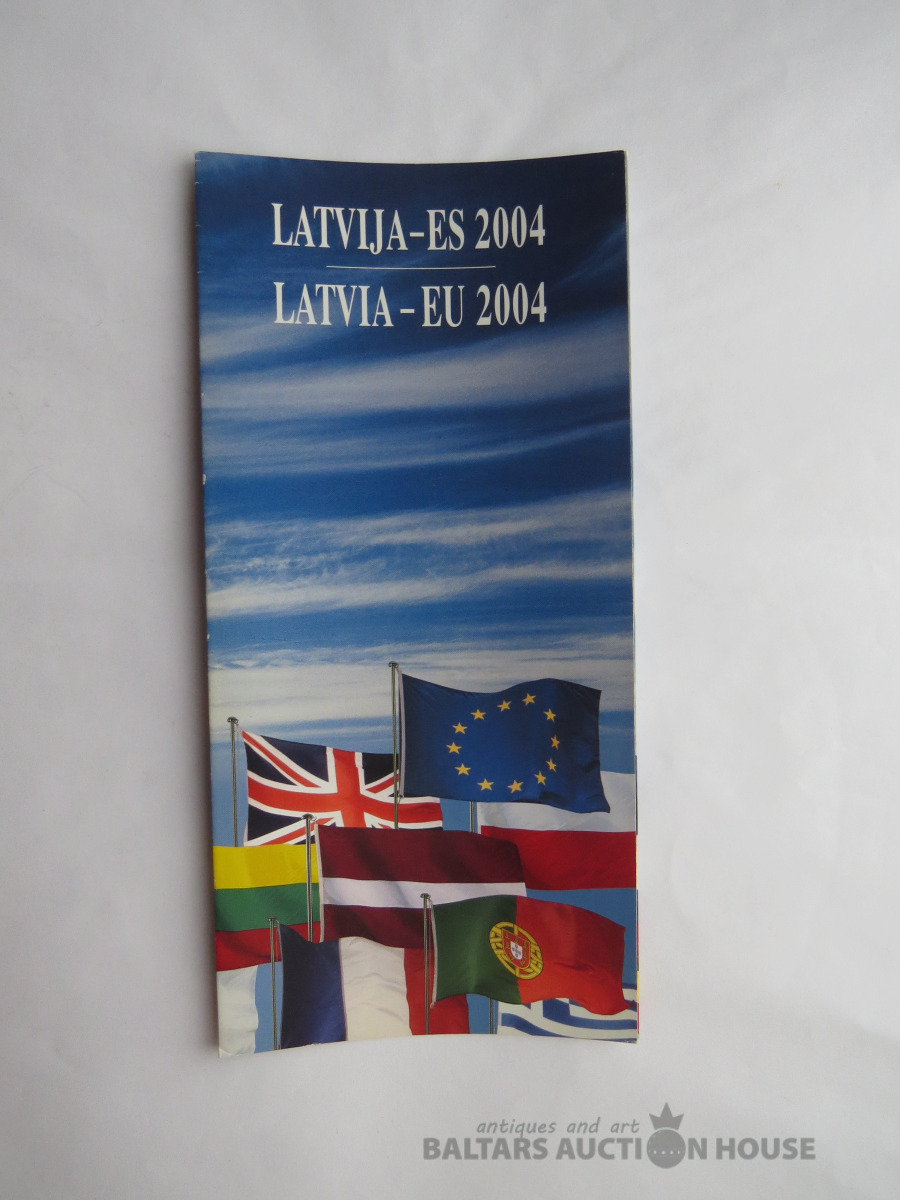 LATVIJA–ES 2004
LATVIA – EU 2004
antiques and art
BALTARS AUCTION HOUSE